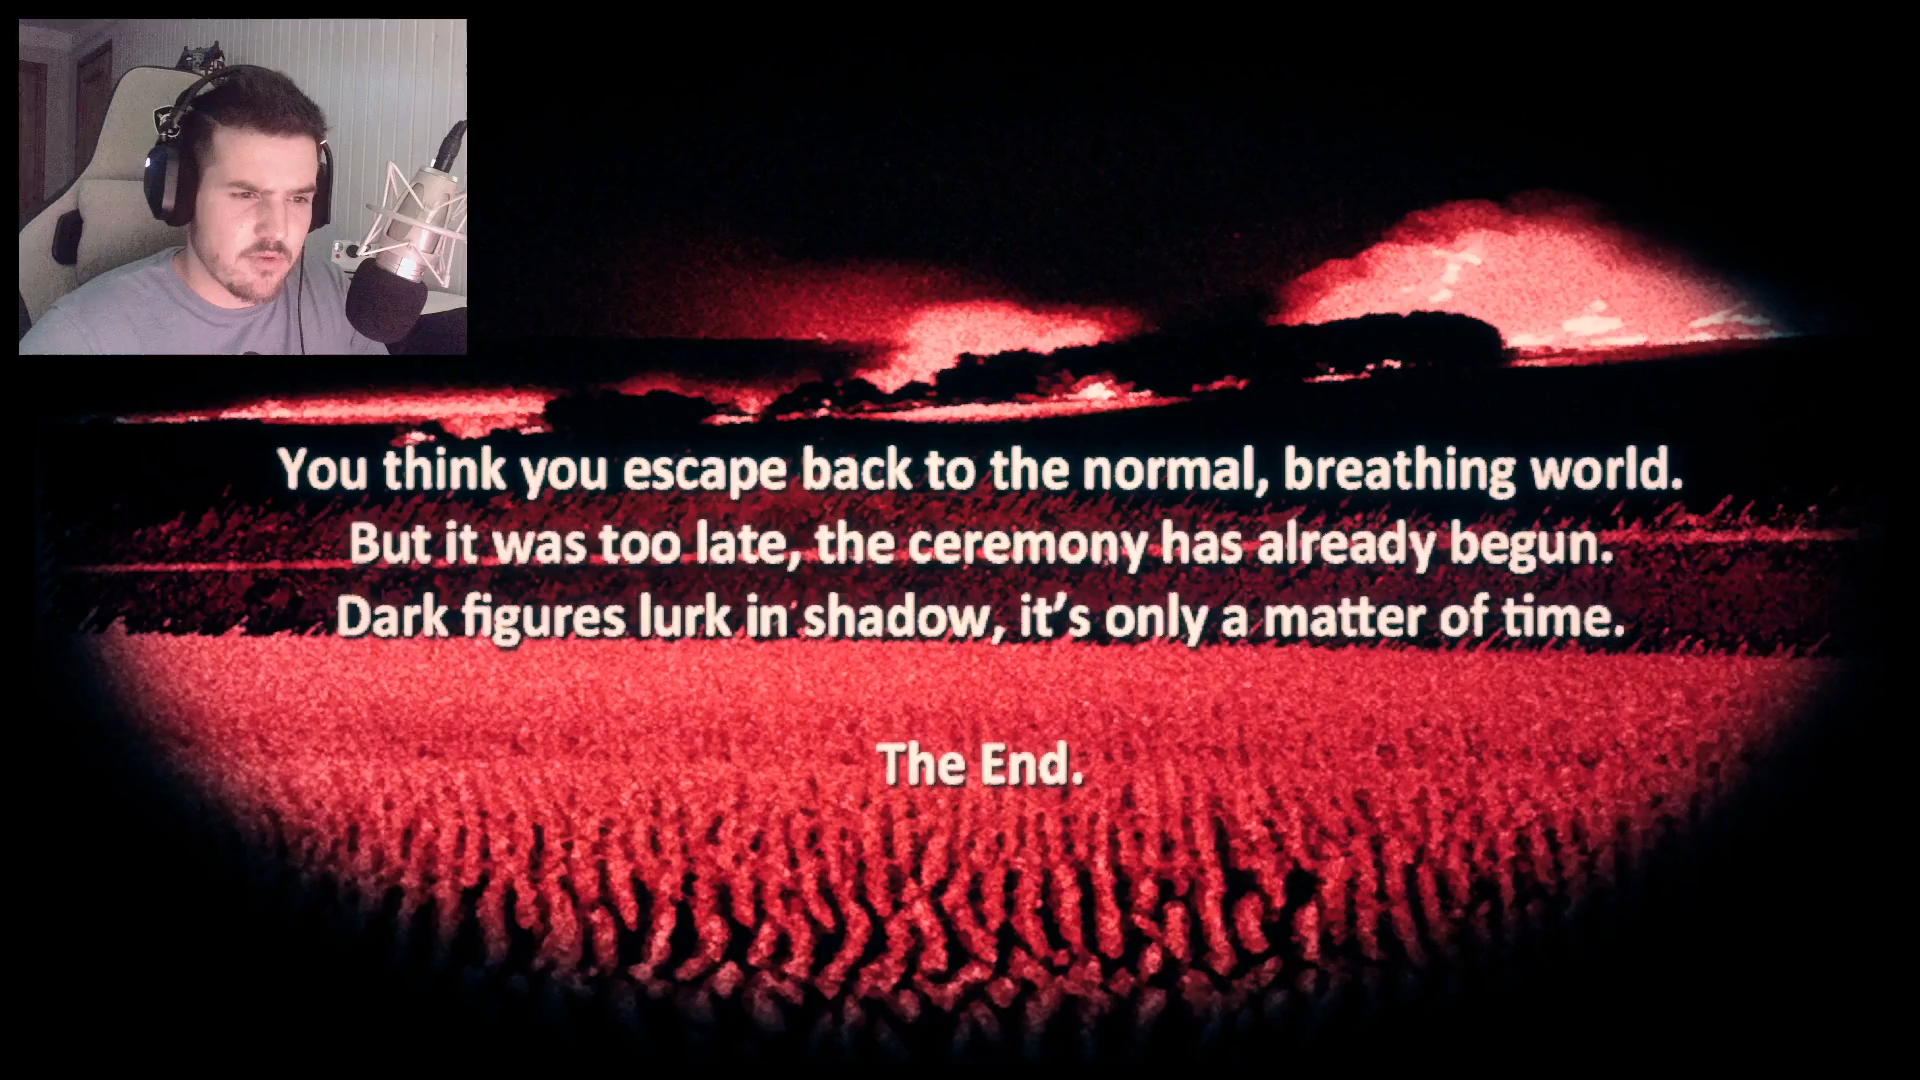 You think you escape back to the normal, breathing world.
But it was too late, the ceremony has already begun.
Dark figures lurk in shadow, it's only a matter of time.
The End.